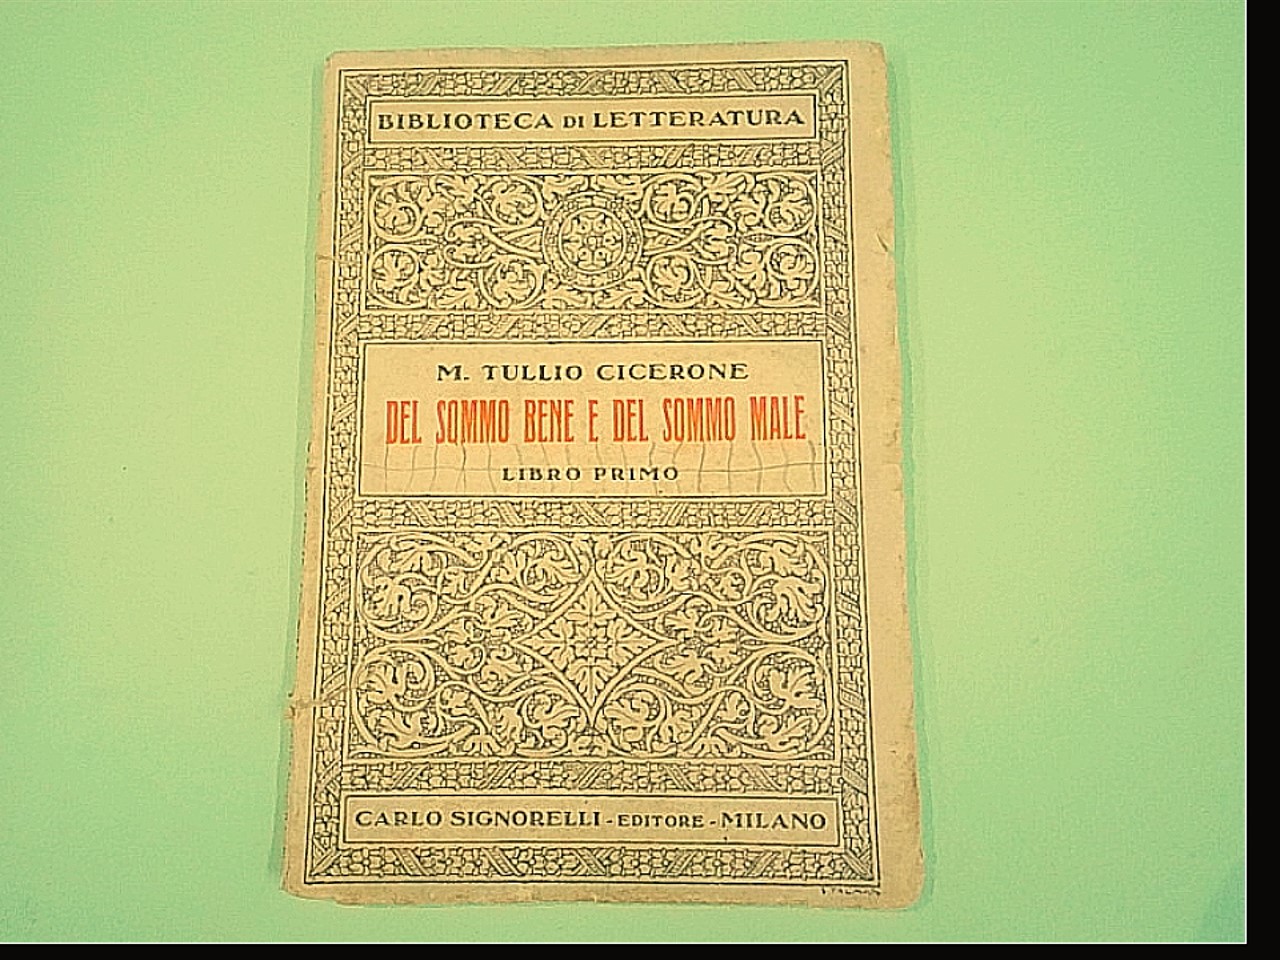 BIBLIOTECA DI LETTERATURA
M. TULLIO CICERONE
DEL SOMMO BENE E DEL SOMMO MALE
LIBRO PRIMO
CARLO SIGNORELLI - EDITORE - MILANO